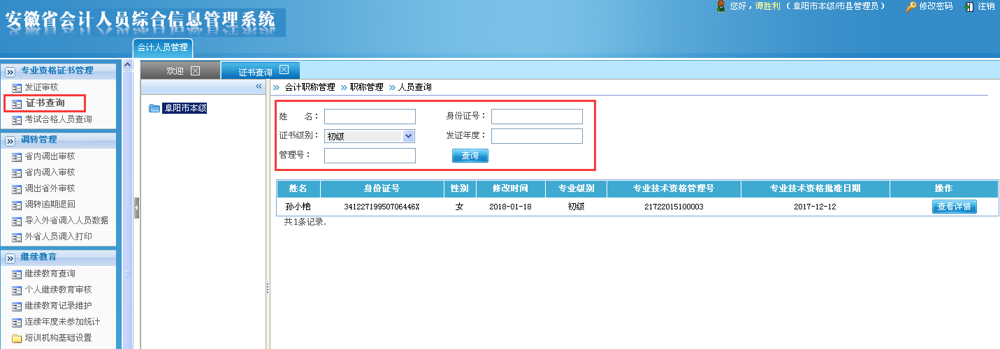 安徽省会计人员综合信息管理系统
您好，谭胜利 （ 阜阳市本级/市县管理员 ） 修改密码 注销
会计人员管理
专业资格证书管理
发证审核
证书查询
考试合格人员查询
调转管理
省内调出审核
省内调入审核
调出省外审核
调转逾期退回
导入外省调入人员数据
外省人员调入打印
继续教育
继续教育查询
个人继续教育审核
继续教育记录维护
连续年度未参加统计
培训机构基础设置
欢迎 证书查询
阜阳市本级
会计职称管理 职称管理 人员查询
姓 名： 身份证号：
证书级别： 初级 发证年度：
管理号： 查询
姓名 身份证号 性别 修改时间 专业级别 专业技术资格管理号 专业技术资格批准日期 操作
孙小艳 34122719950706446X 女 2018-01-18 初级 21722015100003 2017-12-12 查看详情
共1条记录.